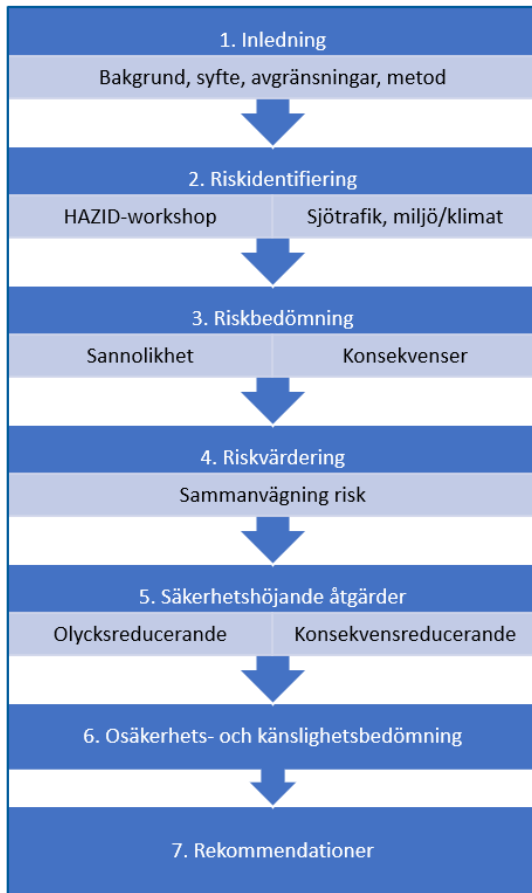 1. Inledning
Bakgrund, syfte, avgränsningar, metod
2. Riskidentifiering
HAZID-workshop
Sjötrafik, miljö/klimat
3. Riskbedömning
Sannolikhet
Konsekvenser
4. Riskvärdering
Sammanvägning risk
5. Säkerhetshöjande åtgärder
Olycksreducerande
Konsekvensreducerande
6. Osäkerhets- och känslighetsbedömning
7. Rekommendationer